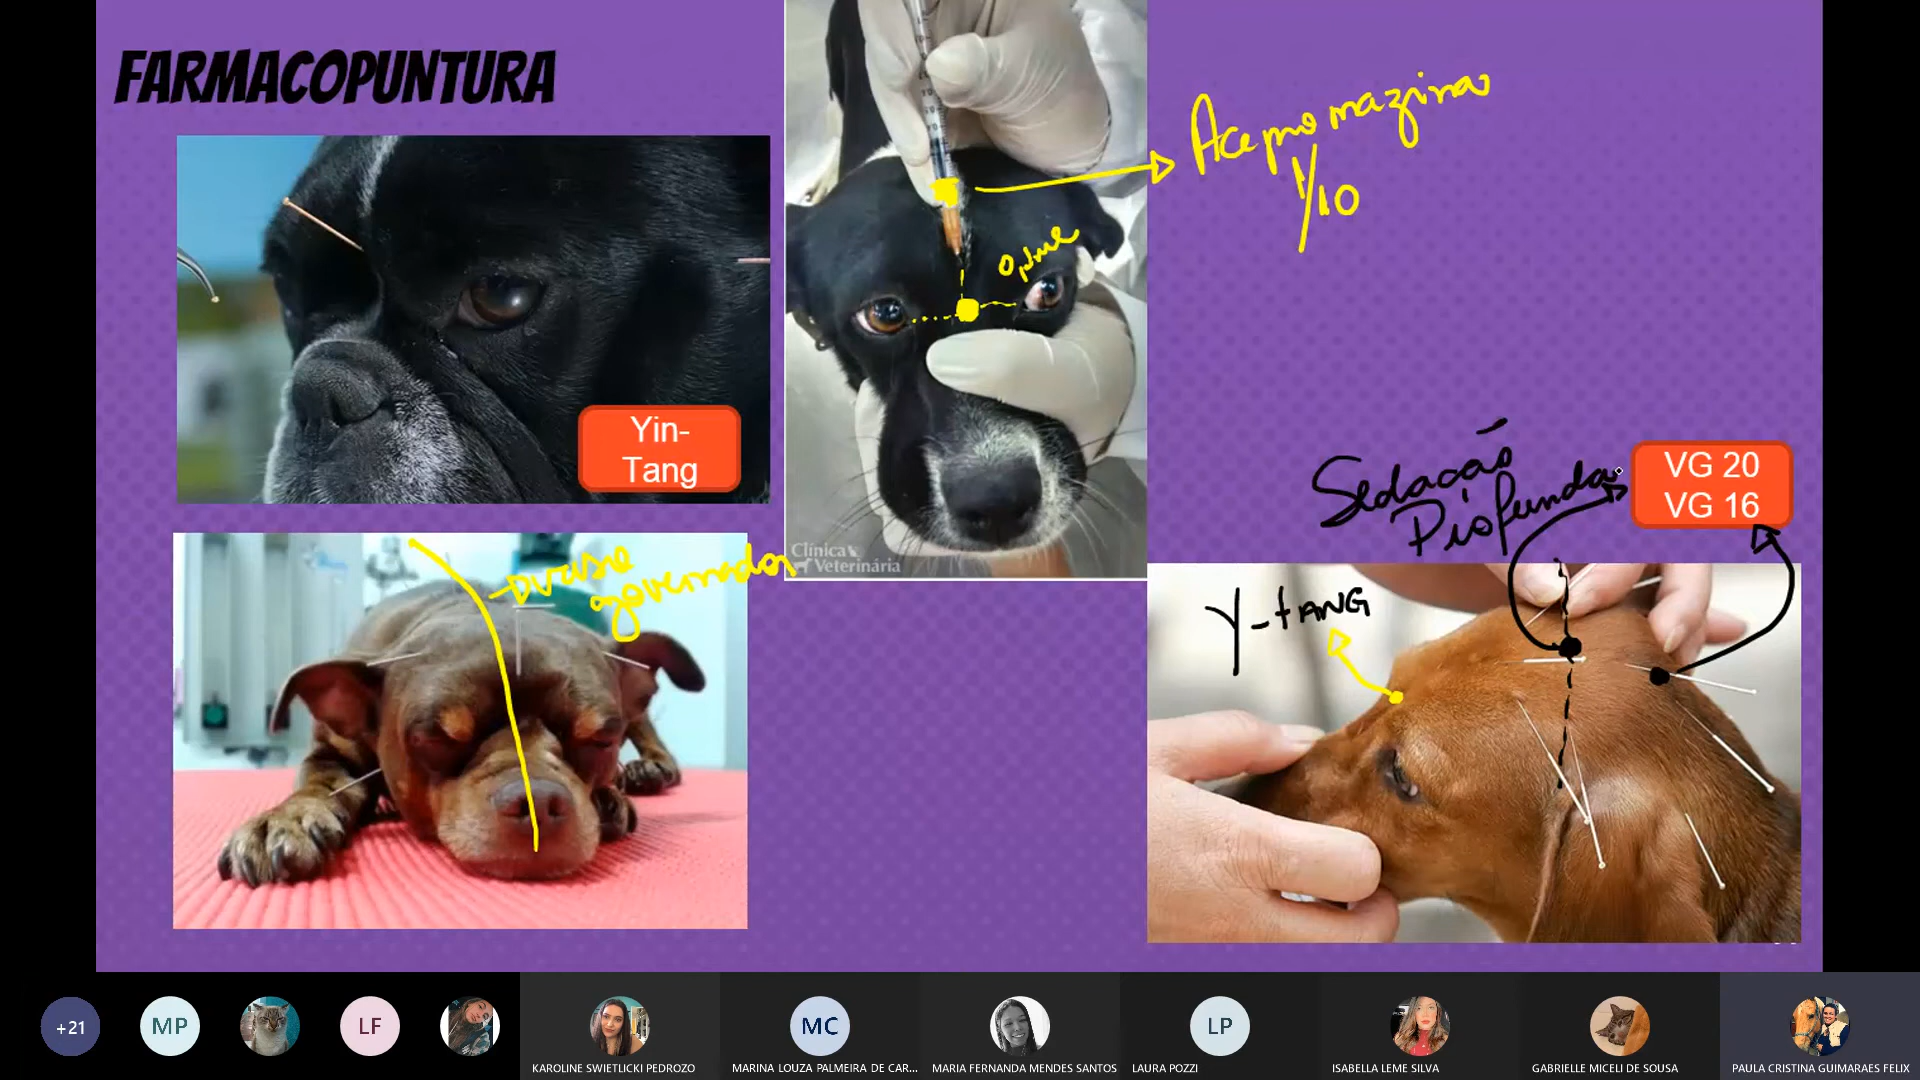 FARMACOPUNTURA
Acepromazina
1/10
Yin-
Tang
Sedação
Profunda
VG 20
VG 16
Clínica
Veterinária
governador
Y-tANG
+21
MP
LF
MC
LP
KAROLINE SWIETLICKI PEDROZO
MARINA LOUZA PALMEIRA DE CAR...
MARIA FERNANDA MENDES SANTOS
LAURA POZZI
ISABELLA LEME SILVA
GABRIELLE MICELI DE SOUSA
PAULA CRISTINA GUIMARAES FELIX